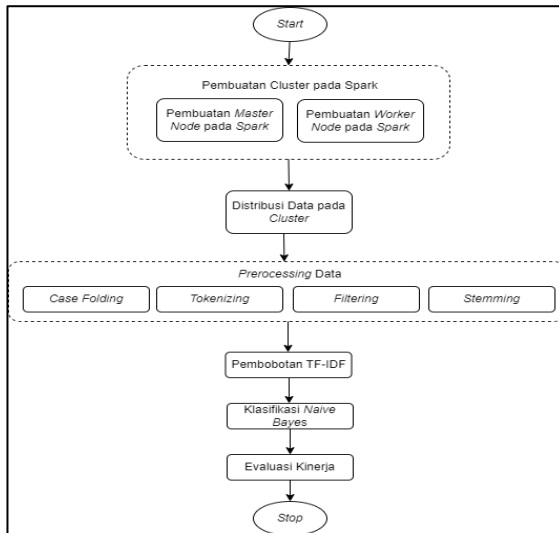 Start
Pembuatan Cluster pada Spark
Pembuatan Master
Node pada Spark
Pembuatan Worker
Node pada Spark
Distribusi Data pada
Cluster
Prerocessing Data
Case Folding
Tokenizing
Filtering
Stemming
Pembobotan TF-IDF
Klasifikasi Naive
Bayes
Evaluasi Kinerja
Stop